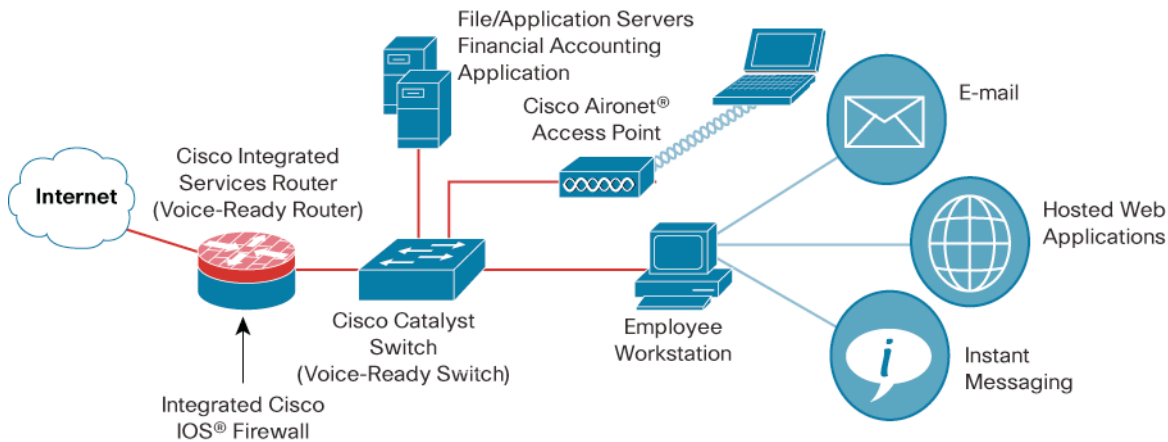 File/Application Servers
Financial Accounting
Application
Cisco Aironet®
Access Point
E-mail
Cisco Integrated
Services Router
(Voice-Ready Router)
Internet
Hosted Web
Applications
Cisco Catalyst
Switch
(Voice-Ready Switch)
Employee
Workstation
i
Instant
Messaging
Integrated Cisco
IOS® Firewall